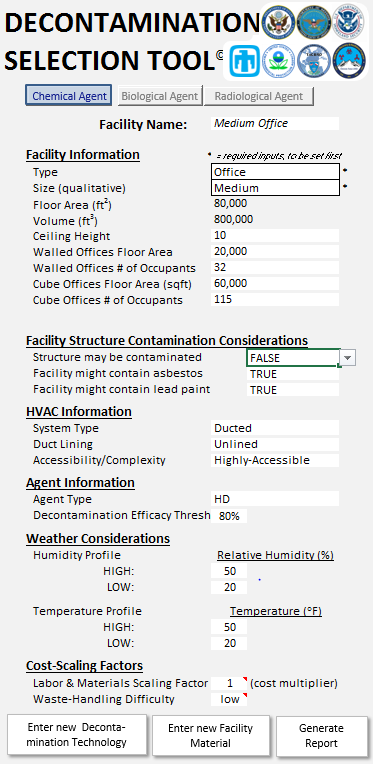 DECONTAMINATION
SELECTION TOOL©
Chemical Agent Biological Agent Radiological Agent
Facility Name: Medium Office
Facility Information * = required inputs, to be set first
Type Office *
Size (qualitative) Medium *
Floor Area (ft²) 80,000
Volume (ft³) 800,000
Ceiling Height 10
Walled Offices Floor Area 20,000
Walled Offices # of Occupants 32
Cube Offices Floor Area (sqft) 60,000
Cube Offices # of Occupants 115
Facility Structure Contamination Considerations
Structure may be contaminated FALSE
Facility might contain asbestos TRUE
Facility might contain lead paint TRUE
HVAC Information
System Type Ducted
Duct Lining Unlined
Accessibility/Complexity Highly-Accessible
Agent Information
Agent Type HD
Decontamination Efficacy Thresh 80%
Weather Considerations
Humidity Profile Relative Humidity (%)
HIGH: 50
LOW: 20
Temperature Profile Temperature (°F)
HIGH: 50
LOW: 20
Cost-Scaling Factors
Labor & Materials Scaling Factor 1 (cost multiplier)
Waste-Handling Difficulty low
Enter new Deconta-
mination Technology
Enter new Facility
Material
Generate
Report